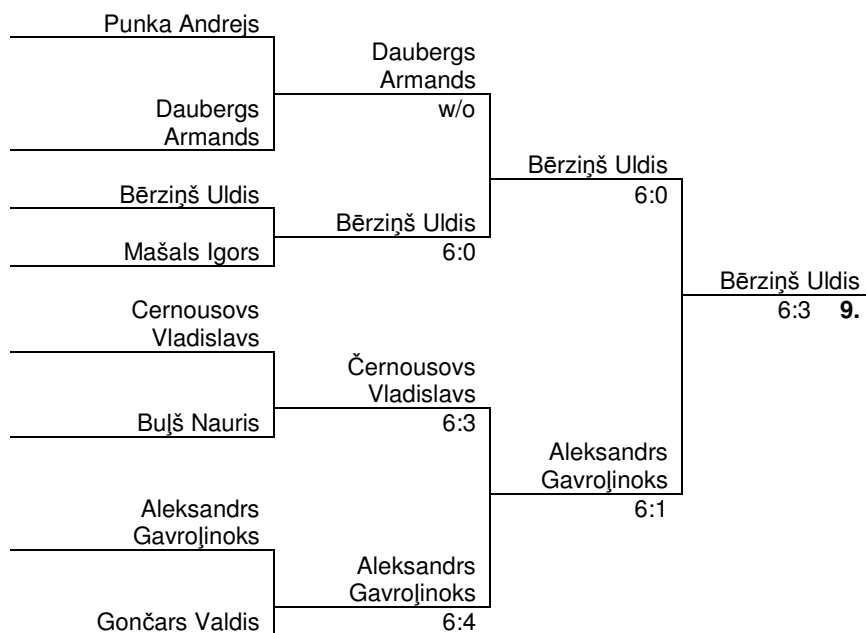 Punka Andrejs
Daubergs
Armands
Bērziņš Uldis
Mašals Igors
Černousovs
Vladislavs
Buļš Nauris
Aleksandrs
Gavroļinoks
Gončars Valdis
Daubergs
Armands
w/o
Bērziņš Uldis
6:0
Černousovs
Vladislavs
6:3
Aleksandrs
Gavroļinoks
6:4
Bērziņš Uldis
6:0
Aleksandrs
Gavroļinoks
6:1
Bērziņš Uldis
6:3 9.